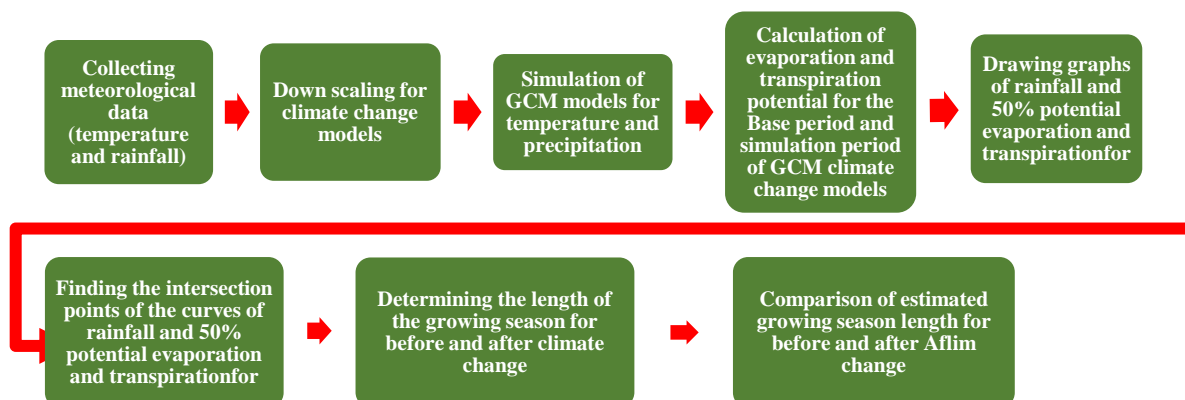 Collecting
meteorological
data
(temperature
and rainfall)
Down scaling for
climate change
models
Simulation of
GCM models for
temperature and
precipitation
Calculation of
evaporation and
transpiration
potential for the
Base period and
simulation period
of GCM climate
change models
Drawing graphs
of rainfall and
50% potential
evaporation and
transpirationfor
Finding the intersection
points of the curves of
rainfall and 50%
potential evaporation
and transpirationfor
Determining the length of
the growing season for
before and after climate
change
Comparison of estimated
growing season length for
before and after Aflim
change